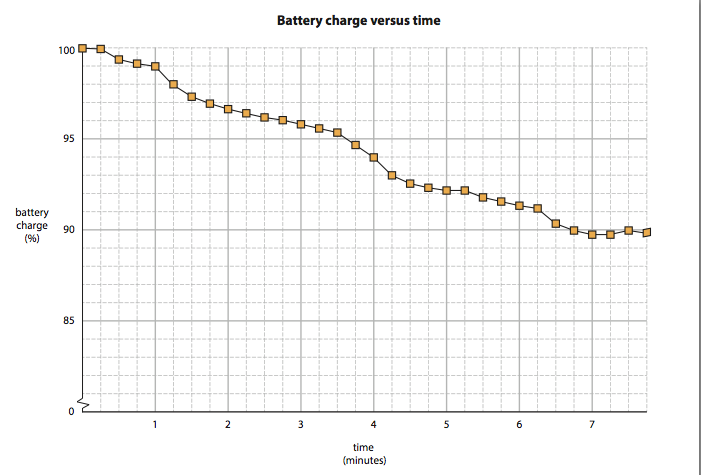 Battery charge versus time
100
95
90
85
0
battery
charge
(%)
1 2 3 4 5 6 7
time
(minutes)